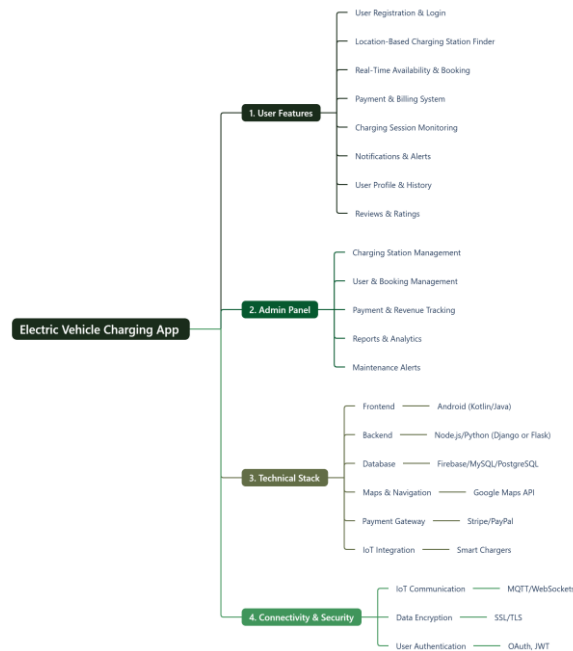 Electric Vehicle Charging App
1. User Features
User Registration & Login
Location-Based Charging Station Finder
Real-Time Availability & Booking
Payment & Billing System
Charging Session Monitoring
Notifications & Alerts
User Profile & History
Reviews & Ratings
2. Admin Panel
Charging Station Management
User & Booking Management
Payment & Revenue Tracking
Reports & Analytics
Maintenance Alerts
3. Technical Stack
Frontend
Android (Kotlin/Java)
Backend
Node.js/Python (Django or Flask)
Database
Firebase/MySQL/PostgreSQL
Maps & Navigation
Google Maps API
Payment Gateway
Stripe/PayPal
IoT Integration
Smart Chargers
4. Connectivity & Security
IoT Communication
MQTT/WebSockets
Data Encryption
SSL/TLS
User Authentication
OAuth, JWT